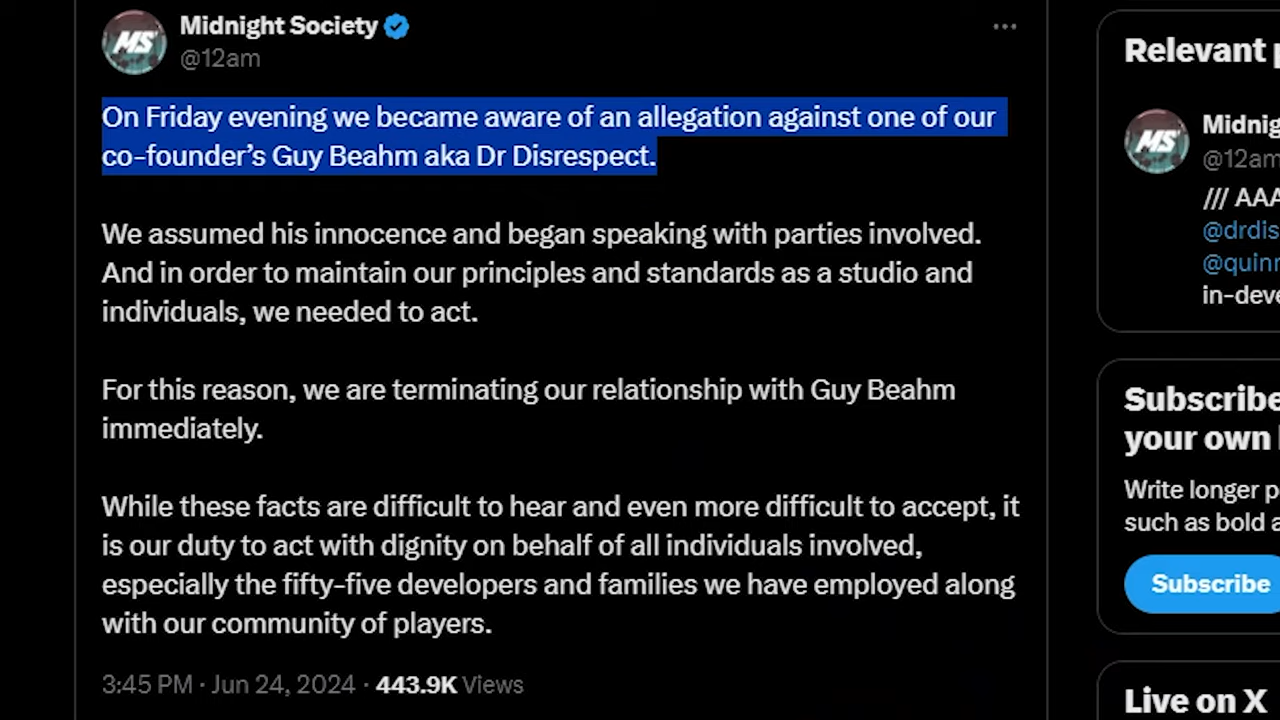 MS
Midnight Society
@12am
On Friday evening we became aware of an allegation against one of our
co-founder’s Guy Beahm aka Dr Disrespect.
We assumed his innocence and began speaking with parties involved.
And in order to maintain our principles and standards as a studio and
individuals, we needed to act.
For this reason, we are terminating our relationship with Guy Beahm
immediately.
While these facts are difficult to hear and even more difficult to accept, it
is our duty to act with dignity on behalf of all individuals involved,
especially the fifty-five developers and families we have employed along
with our community of players.
3:45 PM · Jun 24, 2024 · 443.9K Views
Relevant p
MS
Midnig
@12am
/// AAA
@drdis
@quinn
in-deve
Subscribe
your own
Write longer p
such as bold a
Subscribe
Live on X